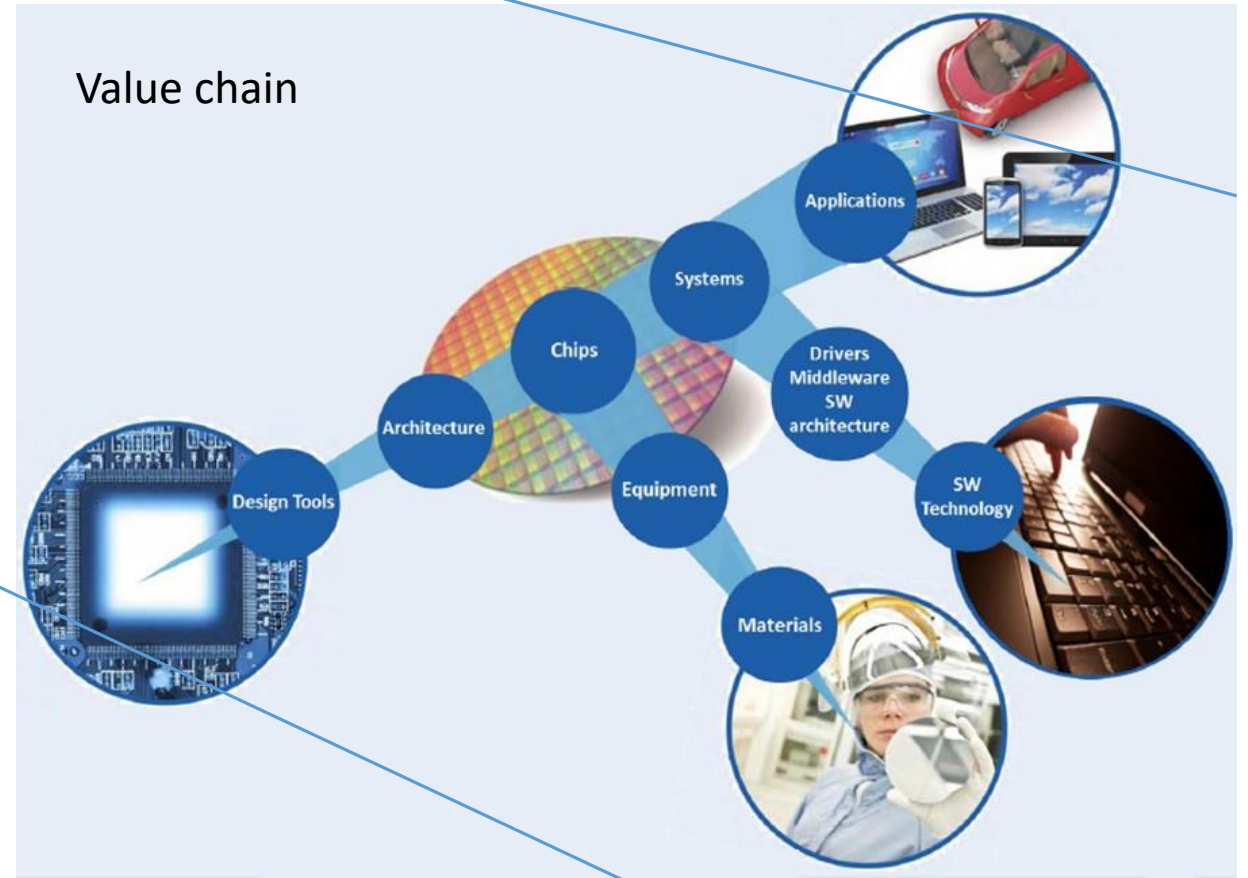 Value chain
Applications
Systems
Chips
Drivers
Middleware
SW
architecture
Architecture
Equipment
SW
Technology
Design Tools
Materials